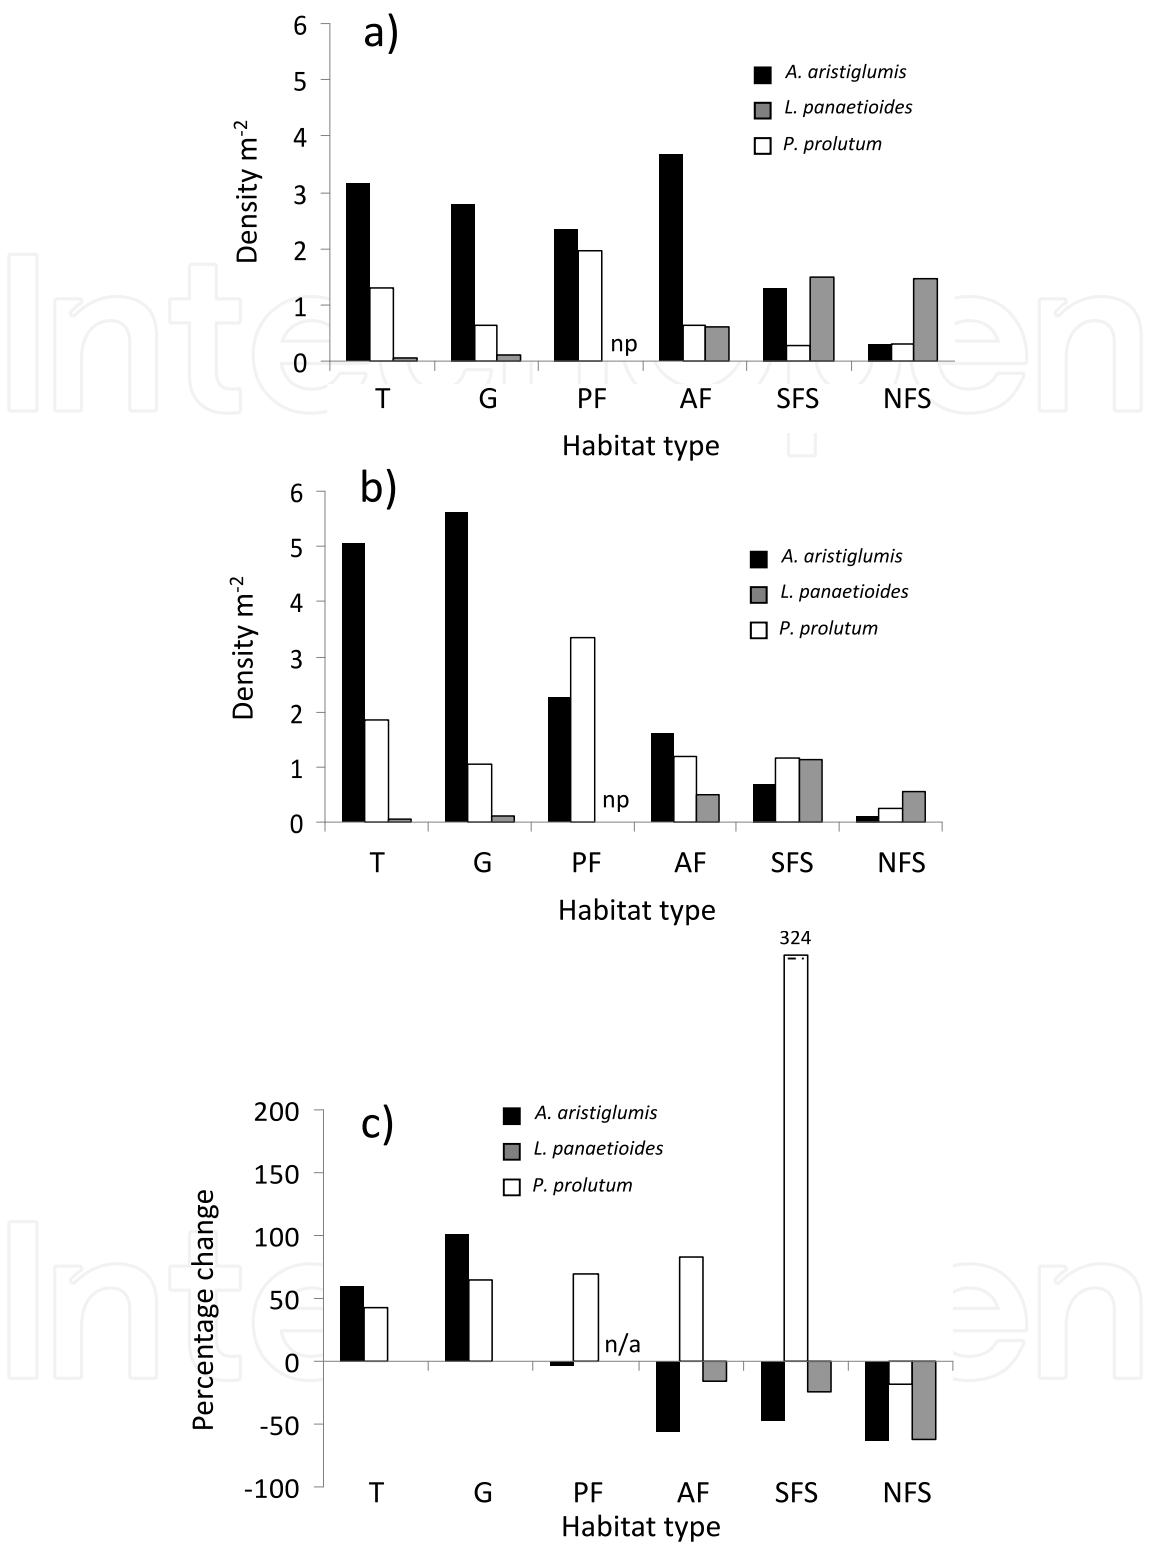 a)
6
5
4
3
2
1
0
Density m-2
A. aristiglumis
L. panaetioides
P. prolutum
np
T G PF AF SFS NFS
Habitat type
b)
6
5
4
3
2
1
0
Density m-2
A. aristiglumis
L. panaetioides
P. prolutum
np
T G PF AF SFS NFS
Habitat type
324
c)
200
150
100
50
0
-50
-100
Percentage change
A. aristiglumis
L. panaetioides
P. prolutum
n/a
T G PF AF SFS NFS
Habitat type